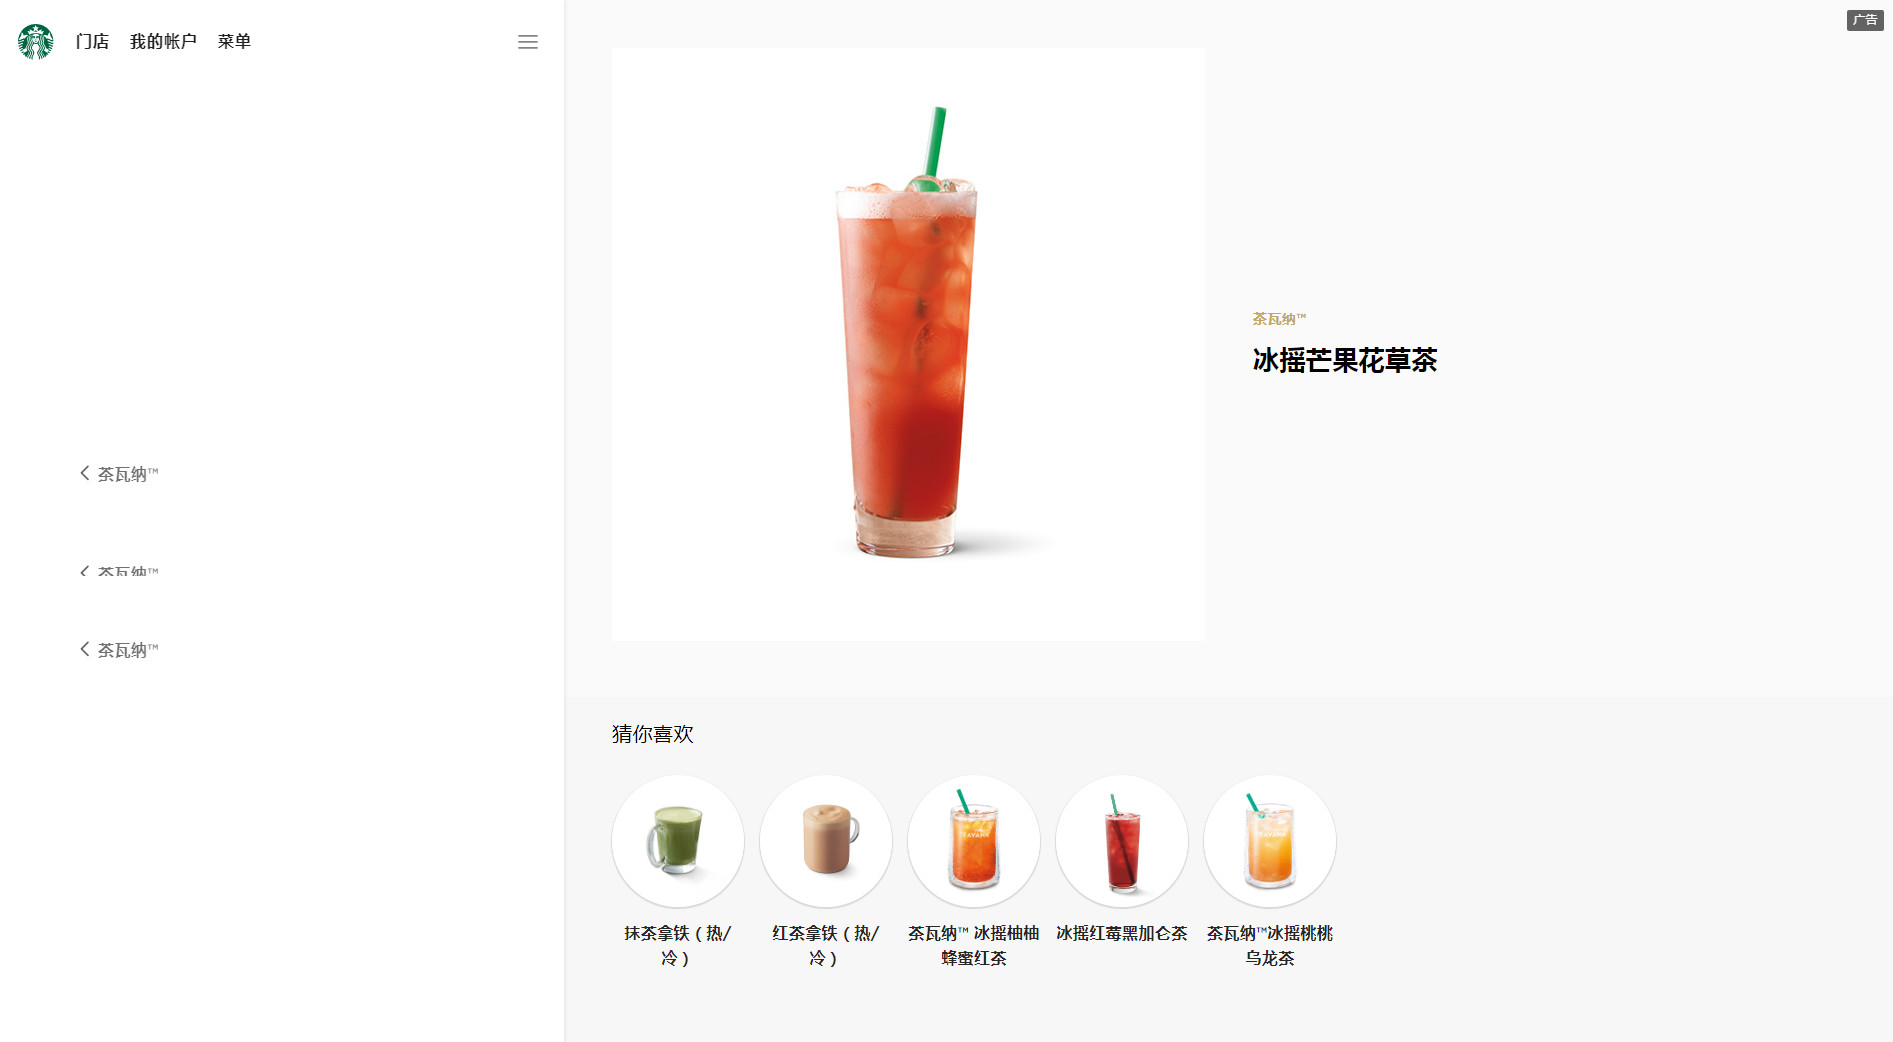 门店 我的帐户 菜单
广告
茶瓦纳™
茶瓦纳™
茶瓦纳™
茶瓦纳™
冰摇芒果花草茶
猜你喜欢
抹茶拿铁（热/
冷）
红茶拿铁（热/
冷）
茶瓦纳™ 冰摇柚柚
蜂蜜红茶
冰摇红莓黑加仑茶
茶瓦纳™冰摇桃桃
乌龙茶